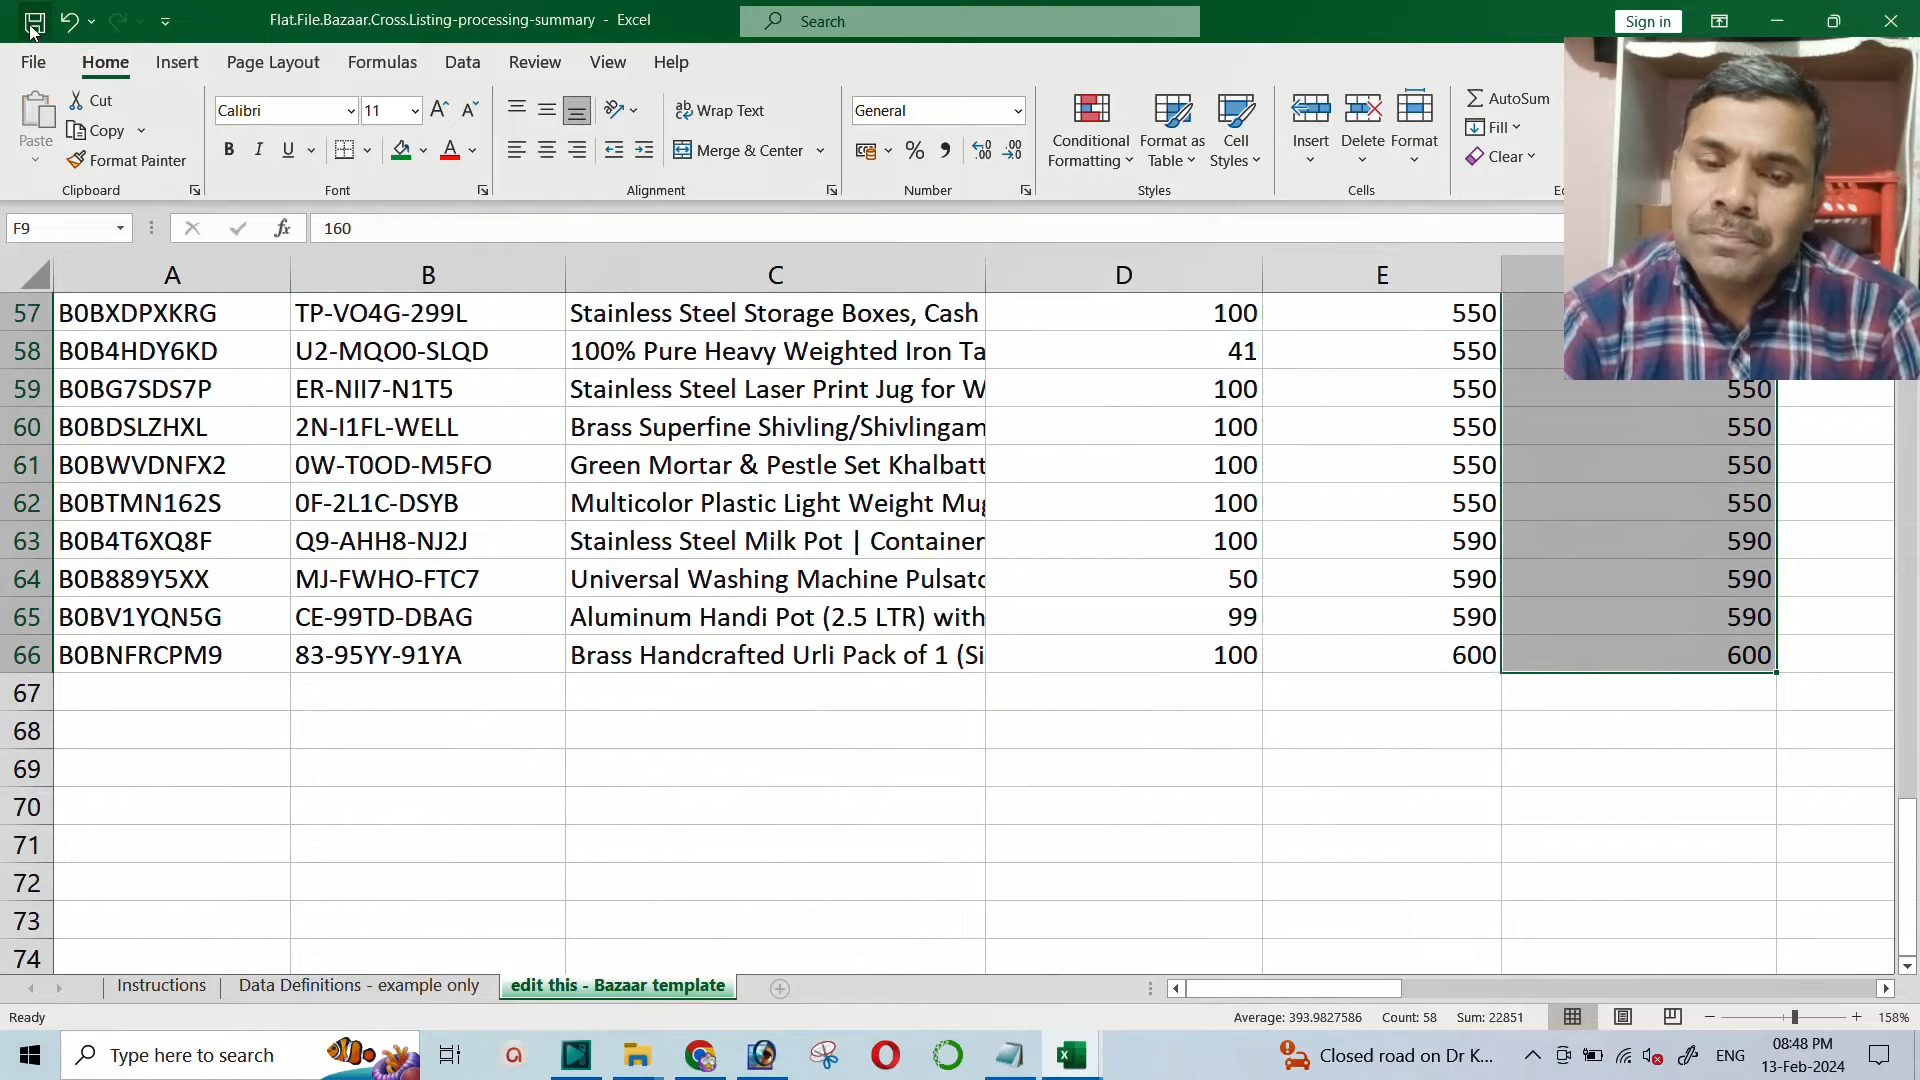 Flat.File.Bazaar.Cross.Listing-processing-summary - Excel
Search
Sign in
File Home Insert Page Layout Formulas Data Review View Help
Paste
Cut
Copy
Format Painter
Clipboard
Calibri 11
B I U
Font
Wrap Text
Merge & Center
Alignment
General
Number
Conditional Formatting
Format as Table
Cell Styles
Styles
Insert Delete Format
Cells
AutoSum
Fill
Clear
F9
160
A B C D E
57 B0BXDPXKRG TP-VO4G-299L Stainless Steel Storage Boxes, Cash 100 550
58 B0B4HDY6KD U2-MQO0-SLQD 100% Pure Heavy Weighted Iron Ta 41 550
59 B0BG7SDS7P ER-NII7-N1T5 Stainless Steel Laser Print Jug for W 100 550 550
60 B0BDSLZHXL 2N-I1FL-WELL Brass Superfine Shivling/Shivlingam 100 550 550
61 B0BWVDNFX2 0W-T0OD-M5FO Green Mortar & Pestle Set Khalbatt 100 550 550
62 B0BTMN162S 0F-2L1C-DSYB Multicolor Plastic Light Weight Mug 100 550 550
63 B0B4T6XQ8F Q9-AHH8-NJ2J Stainless Steel Milk Pot | Container 100 590 590
64 B0B889Y5XX MJ-FWHO-FTC7 Universal Washing Machine Pulsato 50 590 590
65 B0BV1YQN5G CE-99TD-DBAG Aluminum Handi Pot (2.5 LTR) with 99 590 590
66 B0BNFRCPM9 83-95YY-91YA Brass Handcrafted Urli Pack of 1 (Si 100 600 600
67
68
69
70
71
72
73
74
Instructions Data Definitions - example only edit this - Bazaar template
Ready
Average: 393.9827586 Count: 58 Sum: 22851
158%
Type here to search
Closed road on Dr K...
ENG
08:48 PM
13-Feb-2024